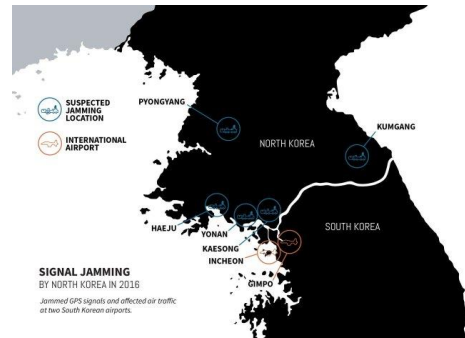 SUSPECTED
JAMMING
LOCATION
INTERNATIONAL
AIRPORT
PYONGYANG
KUMGANG
NORTH KOREA
HAEJU
YONAN
KAESONG
INCHEON
GIMPO
SOUTH KOREA
SIGNAL JAMMING
BY NORTH KOREA IN 2016
Jammed GPS signals and affected air traffic
at two South Korean airports.